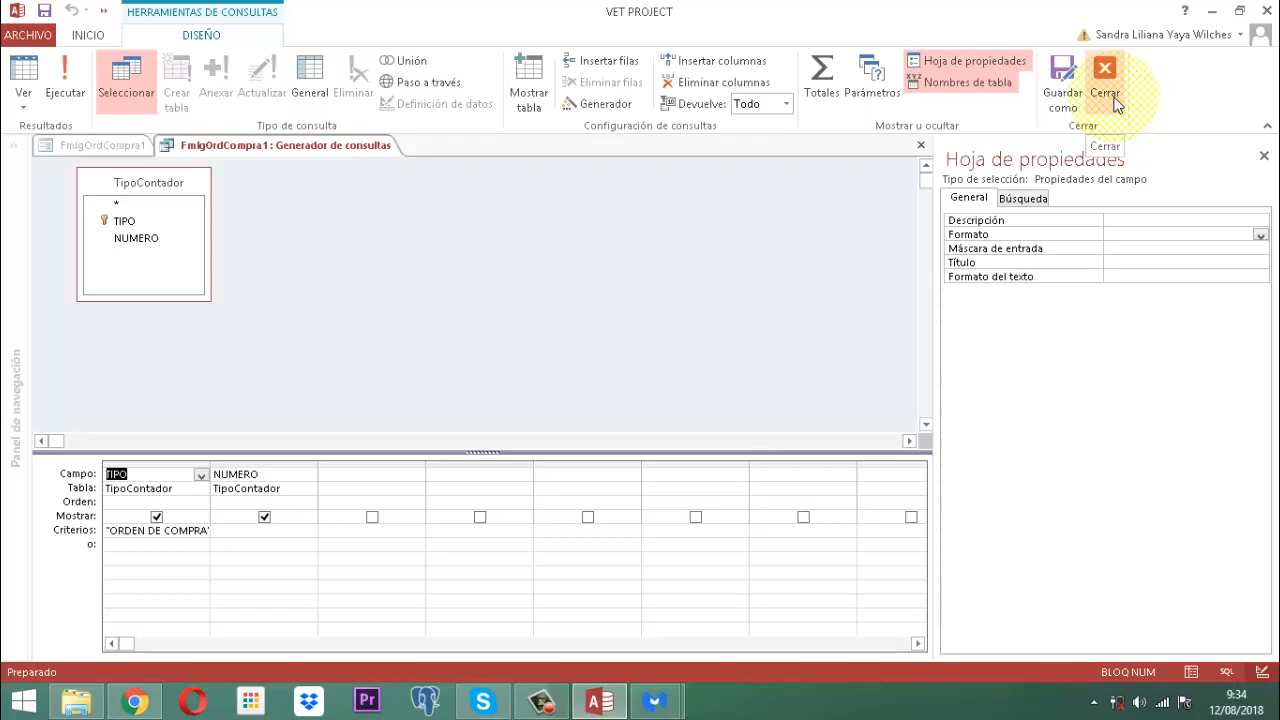 HERRAMIENTAS DE CONSULTAS
VET PROJECT
?
ARCHIVO
INICIO
DISEÑO
Sandra Liliana Yaya Wilches
Ver
Ejecutar
Resultados
Seleccionar
Crear tabla
Anexar
Actualizar
General
Unión
Paso a través
Definición de datos
Tipo de consulta
Mostrar tabla
Insertar filas
Eliminar filas
Generador
Insertar columnas
Eliminar columnas
Devuelve: Todo
Configuración de consultas
Totales
Parámetros
Hoja de propiedades
Nombres de tabla
Mostrar u ocultar
Guardar como
Cerrar
Cerrar
Cerrar
FmIgOrdCompra1
FmIgOrdCompra1 : Generador de consultas
TipoContador
*
TIPO
NUMERO
Panel de navegación
Hoja de propiedades
Tipo de selección: Propiedades del campo
General
Búsqueda
Descripción
Formato
Máscara de entrada
Título
Formato del texto
Campo: TIPO NUMERO
Tabla: TipoContador TipoContador
Orden:
Mostrar:
Criterios: "ORDEN DE COMPRA"
o:
Preparado
BLOQ NUM
SQL
Pr
S
9:34
12/08/2018